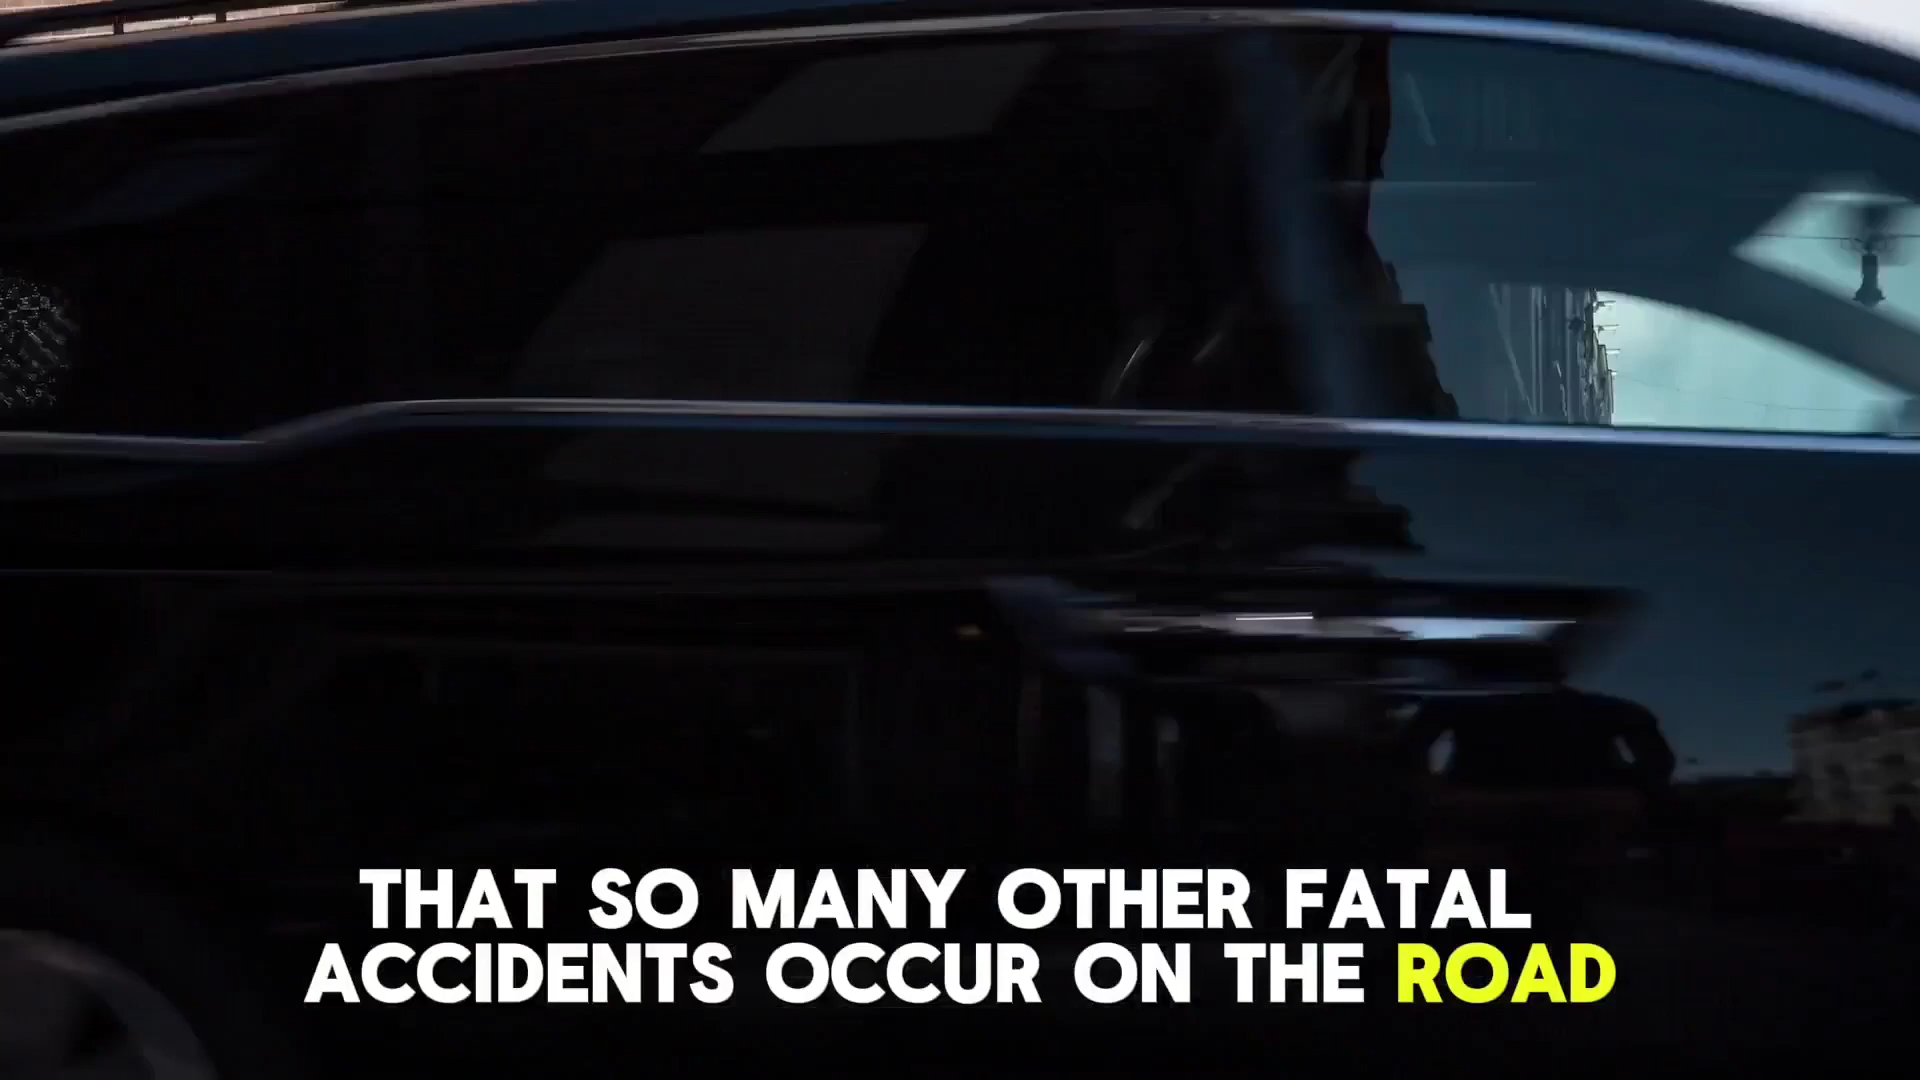 THAT SO MANY OTHER FATAL
ACCIDENTS OCCUR ON THE ROAD